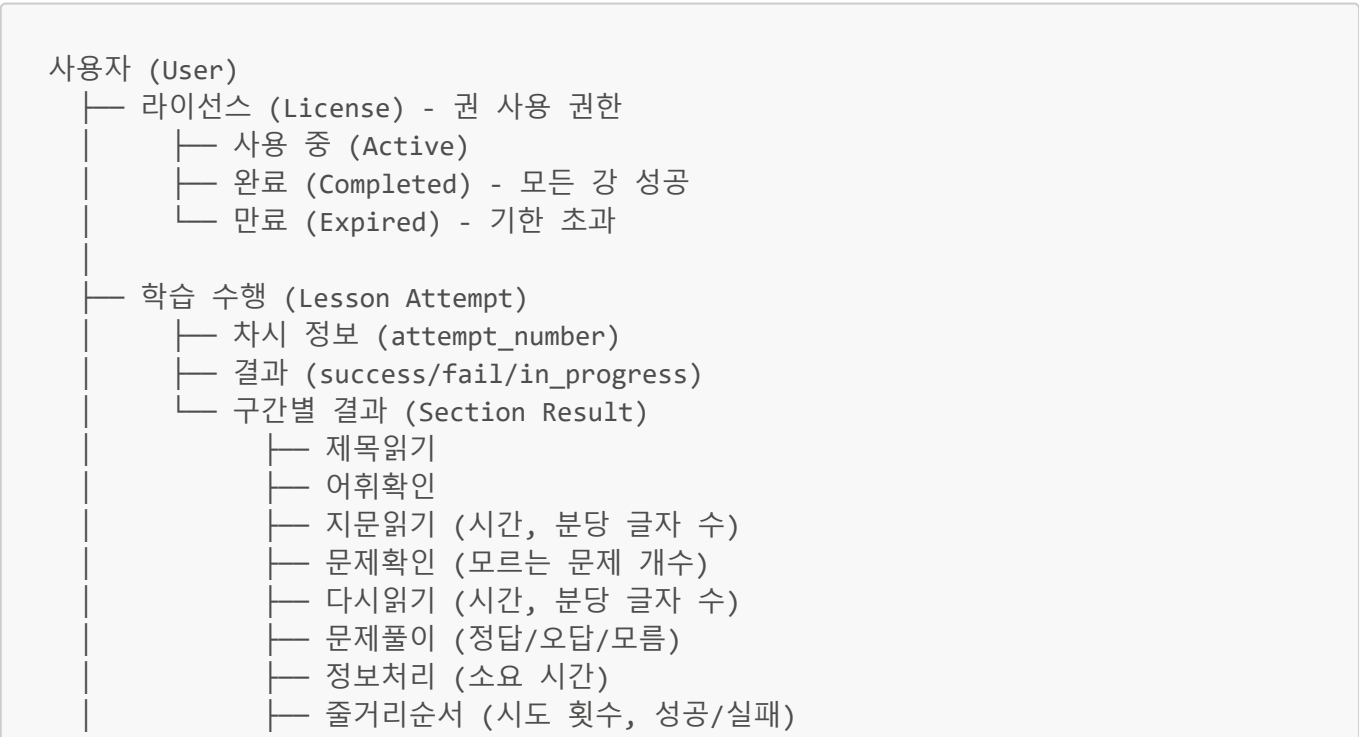 사용자 (User)
├── 라이선스 (License) - 권 사용 권한
│   ├── 사용 중 (Active)
│   ├── 완료 (Completed) - 모든 강 성공
│   └── 만료 (Expired) - 기한 초과
│
├── 학습 수행 (Lesson Attempt)
│   ├── 차시 정보 (attempt_number)
│   ├── 결과 (success/fail/in_progress)
│   └── 구간별 결과 (Section Result)
│       ├── 제목읽기
│       ├── 어휘확인
│       ├── 지문읽기 (시간, 분당 글자 수)
│       ├── 문제확인 (모르는 문제 개수)
│       ├── 다시읽기 (시간, 분당 글자 수)
│       ├── 문제풀이 (정답/오답/모름)
│       ├── 정보처리 (소요 시간)
│       ├── 줄거리순서 (시도 횟수, 성공/실패)